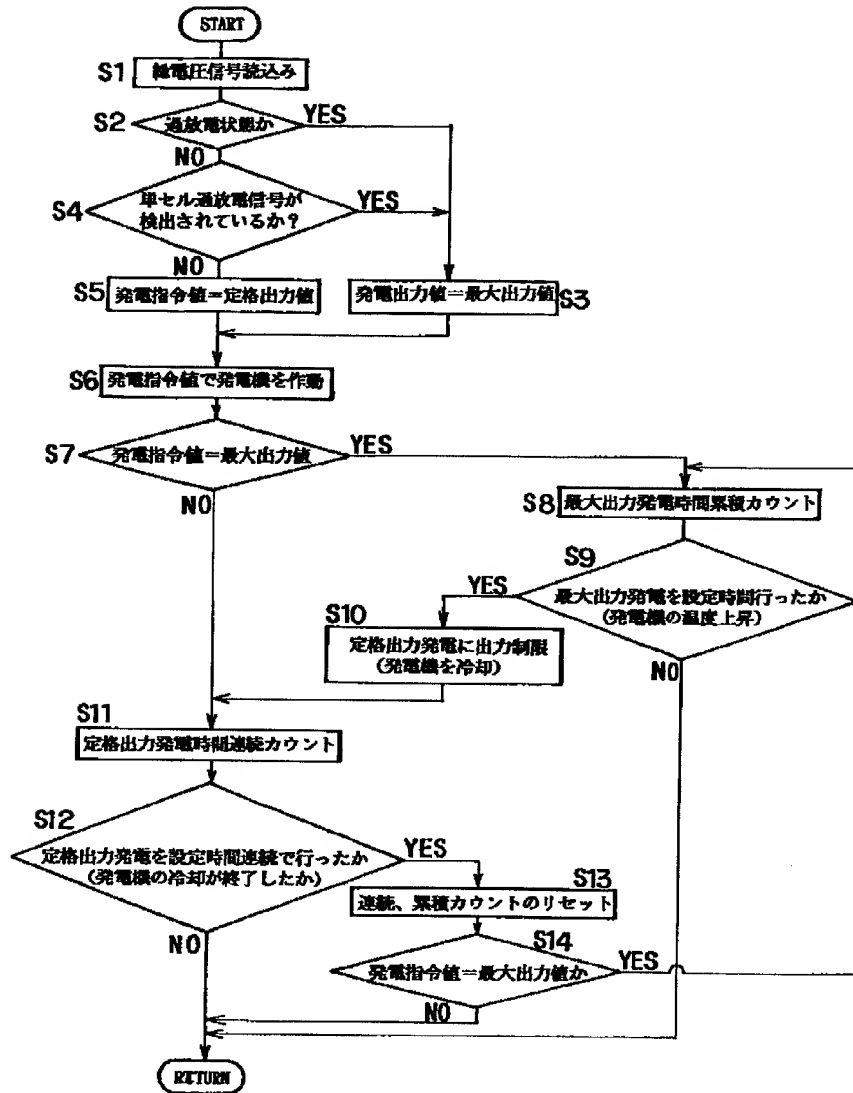 START
S1 総電圧信号読込み
S2 過放電状態か YES
NO
S4 単セル過放電信号が
検出されているか? YES
NO
S5 発電指令値=定格出力値
発電出力値=最大出力値 S3
S6 発電指令値で発電機を作動
S7 発電指令値=最大出力値 YES
NO
S8 最大出力発電時間累積カウント
S9
最大出力発電を設定時間行ったか
(発電機の温度上昇)
YES
NO
S10
定格出力発電に出力制限
(発電機を冷却)
S11
定格出力発電時間連続カウント
S12
定格出力発電を設定時間連続で行ったか
(発電機の冷却が終了したか)
YES
NO
S13
連続、累積カウントのリセット
S14
発電指令値=最大出力値か YES
NO
RETURN